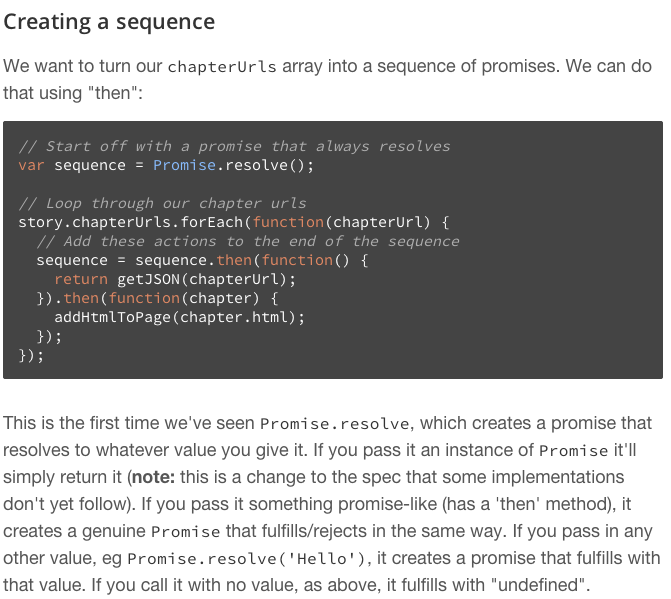 Creating a sequence
We want to turn our chapterUrls array into a sequence of promises. We can do
that using "then":
// Start off with a promise that always resolves
var sequence = Promise.resolve();
// Loop through our chapter urls
story.chapterUrls.forEach(function(chapterUrl) {
  // Add these actions to the end of the sequence
  sequence = sequence.then(function() {
    return getJSON(chapterUrl);
  }).then(function(chapter) {
    addHtmlToPage(chapter.html);
  });
});
This is the first time we've seen Promise.resolve, which creates a promise that
resolves to whatever value you give it. If you pass it an instance of Promise it'll
simply return it (note: this is a change to the spec that some implementations
don't yet follow). If you pass it something promise-like (has a 'then' method), it
creates a genuine Promise that fulfills/rejects in the same way. If you pass in any
other value, eg Promise.resolve('Hello'), it creates a promise that fulfills with
that value. If you call it with no value, as above, it fulfills with "undefined".